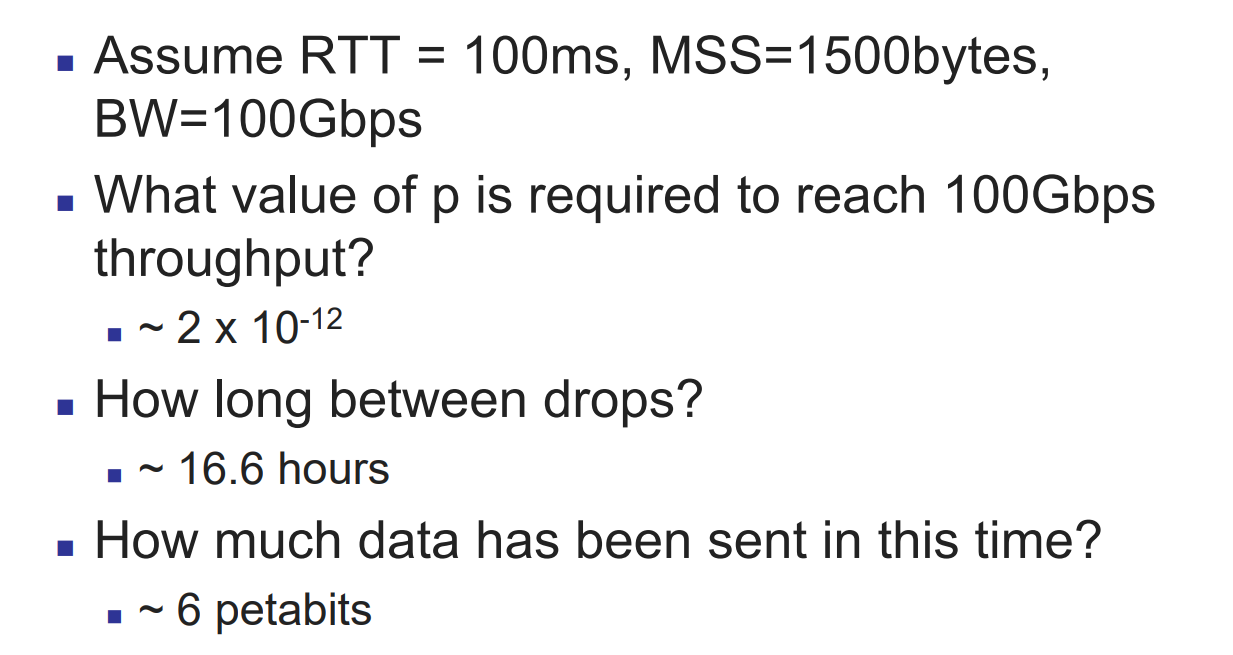 Assume RTT = 100ms, MSS=1500bytes,
BW=100Gbps
What value of p is required to reach 100Gbps
throughput?
~ 2 x 10-12
How long between drops?
~ 16.6 hours
How much data has been sent in this time?
~ 6 petabits